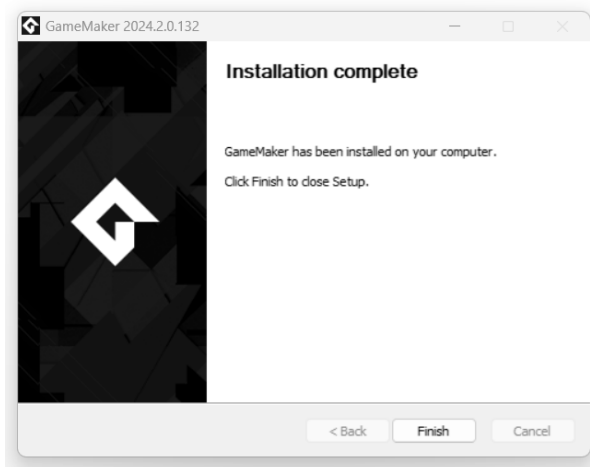 GameMaker 2024.2.0.132
Installation complete
GameMaker has been installed on your computer.
Click Finish to close Setup.
< Back Finish Cancel